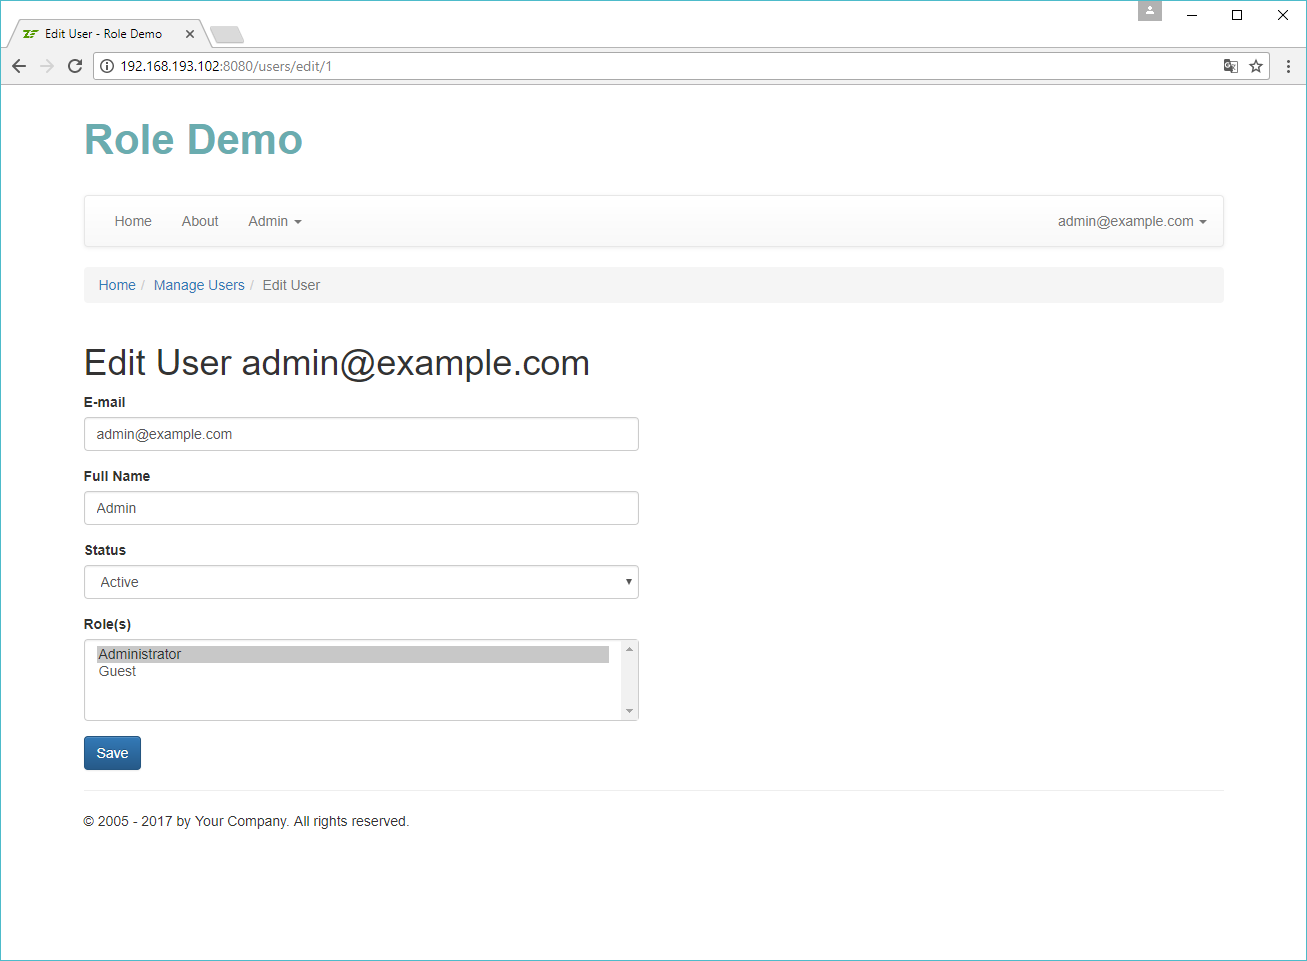 Edit User - Role Demo
192.168.193.102:8080/users/edit/1
Role Demo
Home About Admin admin@example.com
Home / Manage Users / Edit User
Edit User admin@example.com
E-mail
admin@example.com
Full Name
Admin
Status
Active
Role(s)
Administrator
Guest
Save
© 2005 - 2017 by Your Company. All rights reserved.